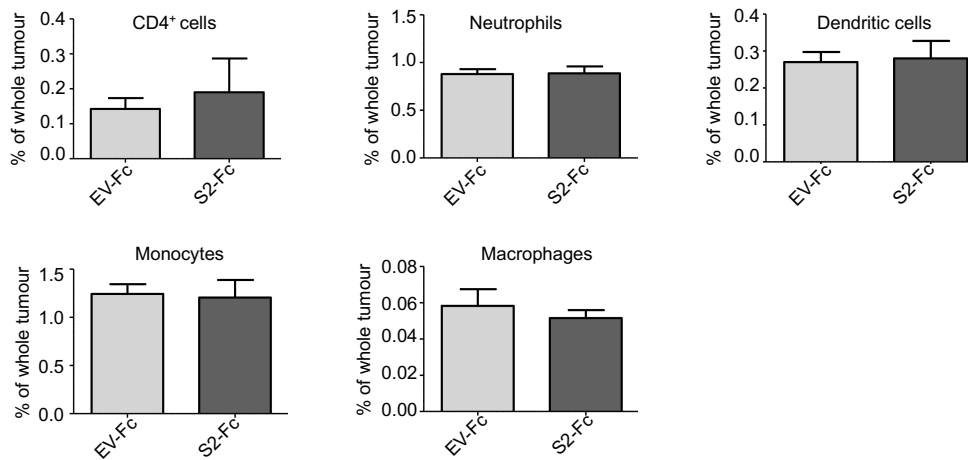 CD4⁺ cells
% of whole tumour
0.4
0.3
0.2
0.1
0.0
EV-Fc
S2-Fc
Neutrophils
% of whole tumour
1.5
1.0
0.5
0.0
EV-Fc
S2-Fc
Dendritic cells
% of whole tumour
0.4
0.3
0.2
0.1
0.0
EV-Fc
S2-Fc
Monocytes
% of whole tumour
1.5
1.0
0.5
0.0
EV-Fc
S2-Fc
Macrophages
% of whole tumour
0.08
0.06
0.04
0.02
0.00
EV-Fc
S2-Fc